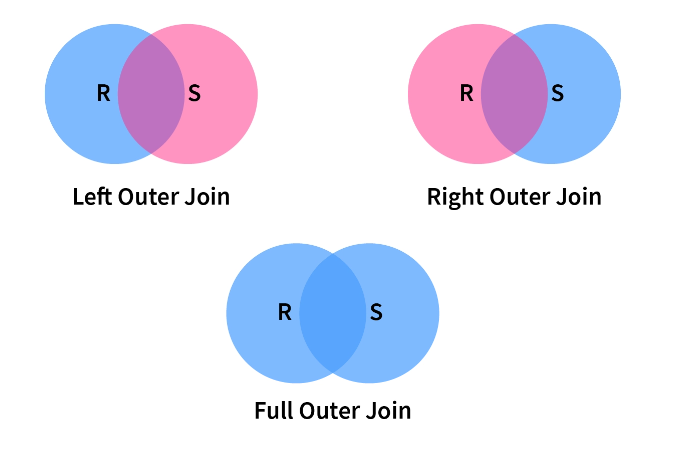 R S
R S
Left Outer Join
Right Outer Join
R S
Full Outer Join